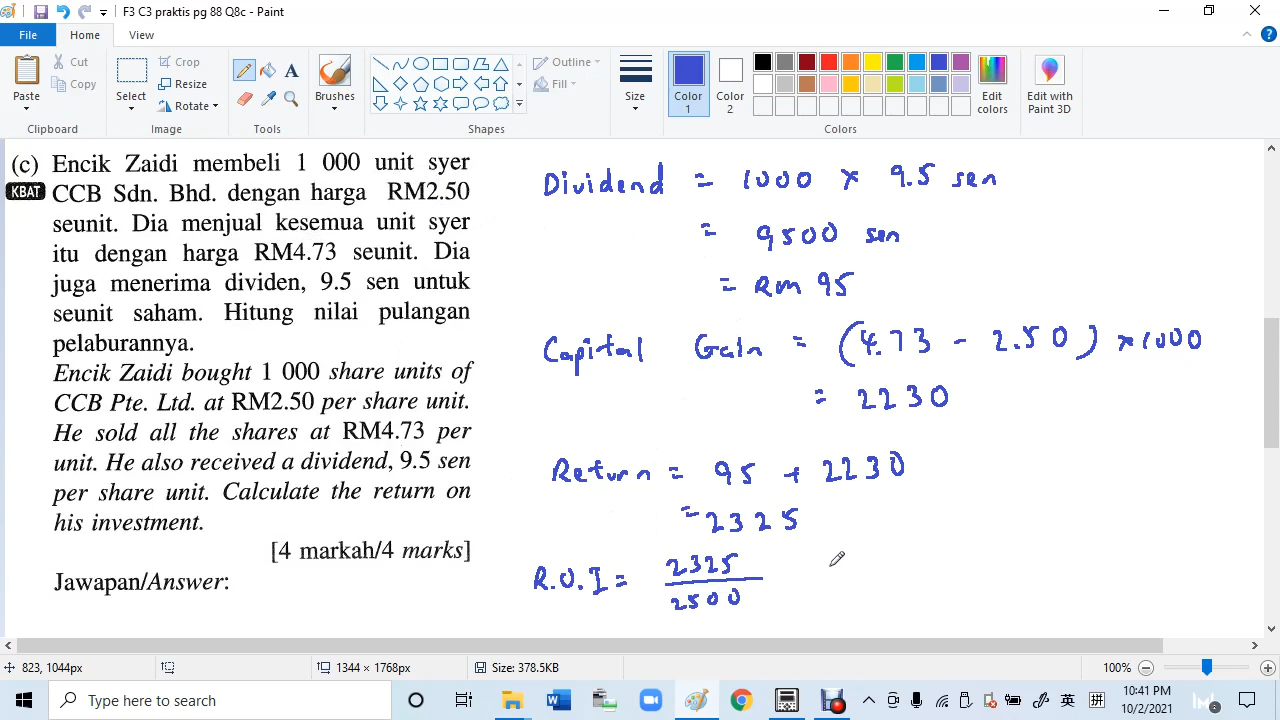 F3 C3 praktis pg 88 Q8c - Paint
File Home View
Paste Cut Copy Clipboard
Select Crop Resize Rotate Image
Tools
Brushes
Outline Fill Shapes
Size
Color 1 Color 2 Edit colors Colors
Edit with Paint 3D
(c) Encik Zaidi membeli 1 000 unit syer
KBAT CCB Sdn. Bhd. dengan harga RM2.50
seunit. Dia menjual kesemua unit syer
itu dengan harga RM4.73 seunit. Dia
juga menerima dividen, 9.5 sen untuk
seunit saham. Hitung nilai pulangan
pelaburannya.
Encik Zaidi bought 1 000 share units of
CCB Pte. Ltd. at RM2.50 per share unit.
He sold all the shares at RM4.73 per
unit. He also received a dividend, 9.5 sen
per share unit. Calculate the return on
his investment.
[4 markah/4 marks]
Jawapan/Answer:
Dividend = 1000 × 9.5 sen
= 9500 sen
= Rm 95
Capital Gain = (4.73 - 2.50) × 1000
= 2230
Return = 95 + 2230
= 2325
R.O.I = 2325
2500
823, 1044px 1344 × 1768px Size: 378.5KB 100%
Type here to search
英 拼 10:41 PM
10/2/2021 2